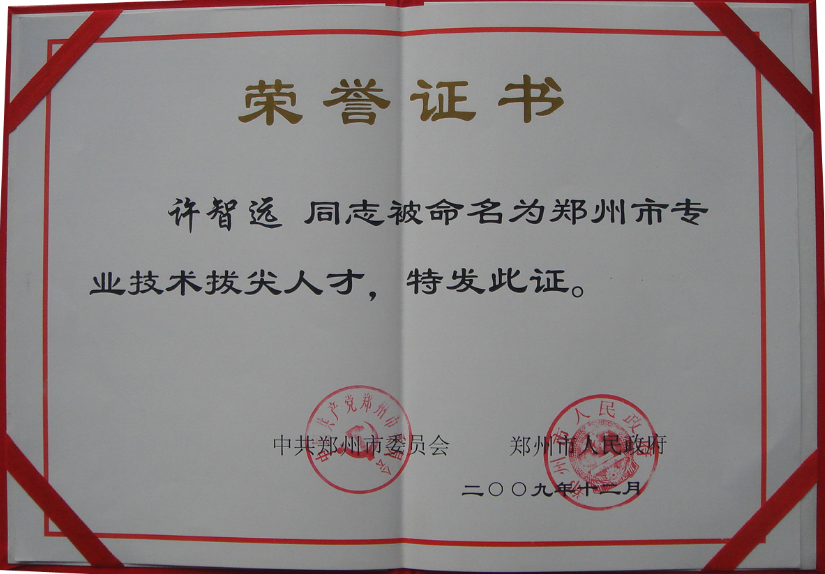 荣誉证书
许智远 同志被命名为郑州市专
业技术拔尖人才，特发此证。
中共郑州市委员会 郑州市人民政府
二〇〇九年十二月